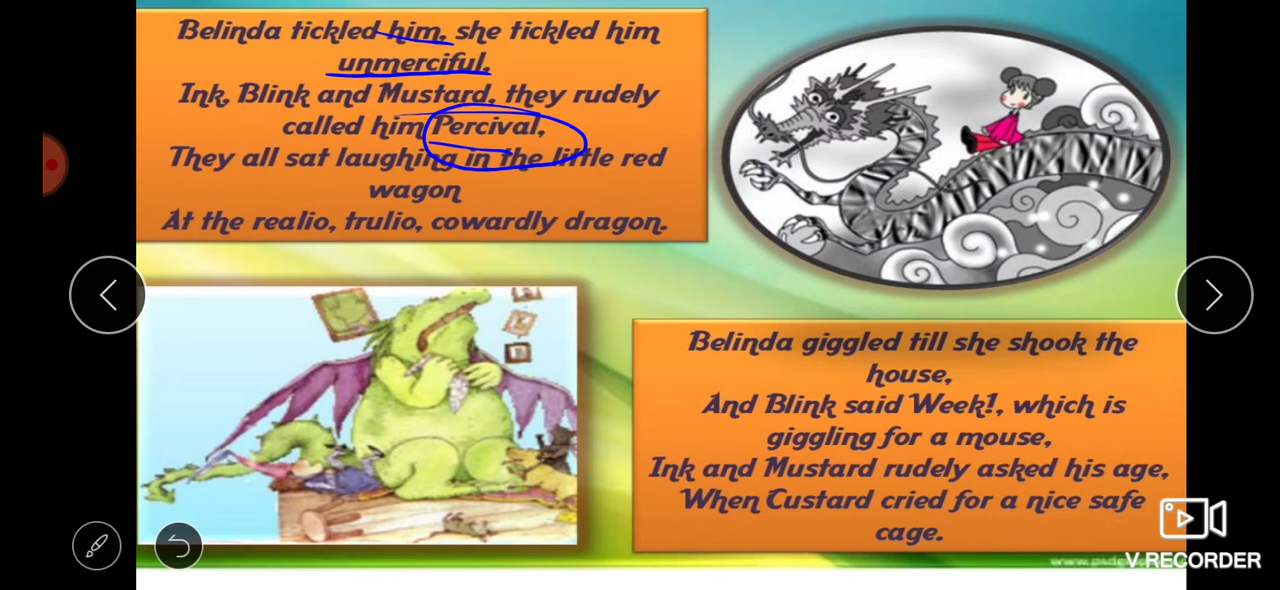 Belinda tickled him, she tickled him
unmerciful,
Ink, Blink and Mustard, they rudely
called him Percival,
They all sat laughing in the little red
wagon
At the realio, trulio, cowardly dragon.
Belinda giggled till she shook the
house,
And Blink said Week!, which is
giggling for a mouse,
Ink and Mustard rudely asked his age,
When Custard cried for a nice safe
cage.
V RECORDER